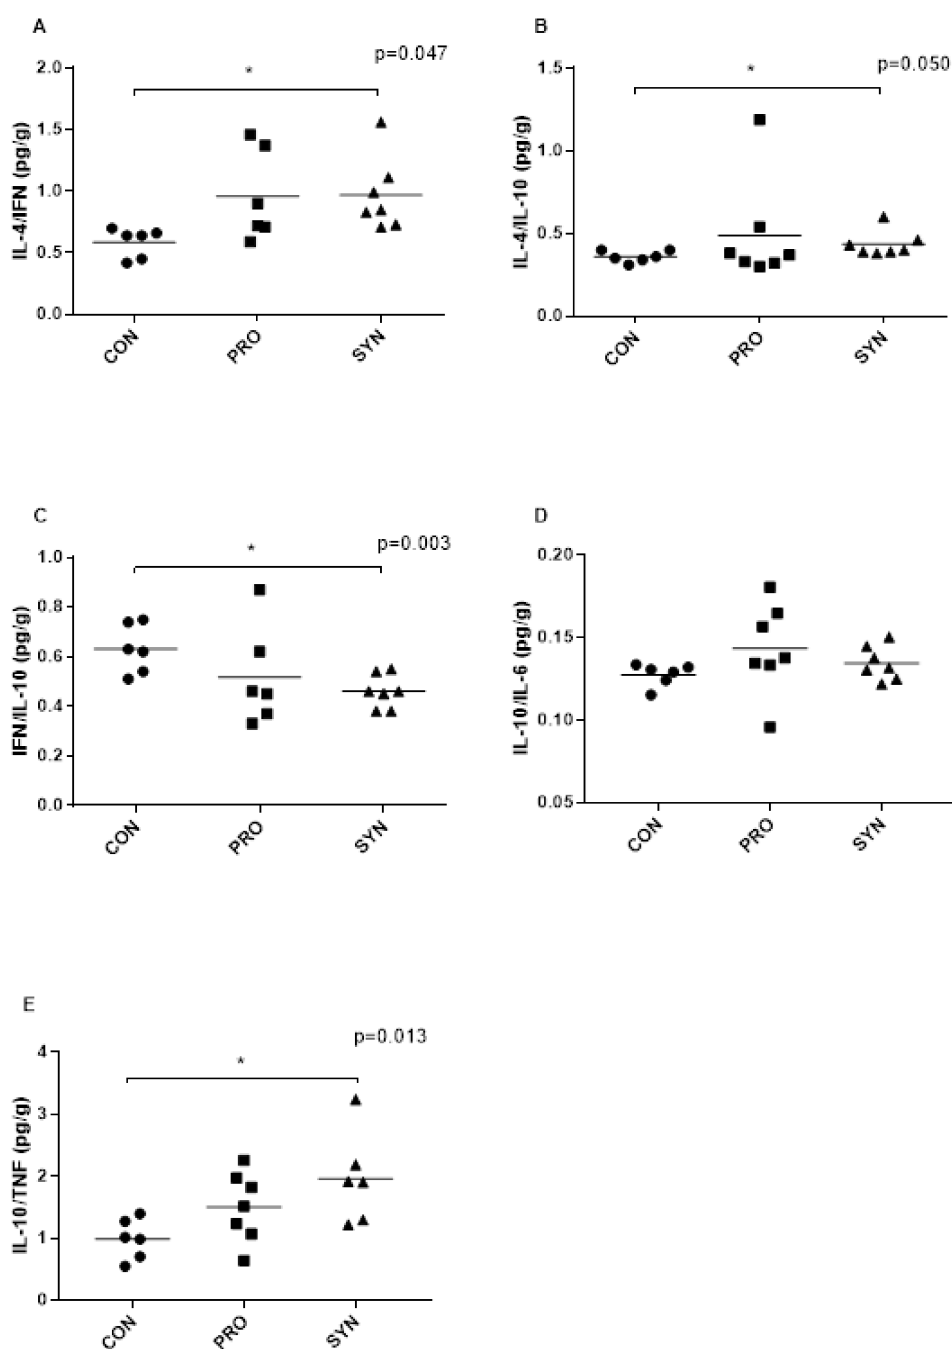 A
p=0.047
*
2.0
1.5
1.0
0.5
0.0
IL-4/IFN (pg/g)
CON
PRO
SYN
B
p=0.050
*
1.5
1.0
0.5
0.0
IL-4/IL-10 (pg/g)
CON
PRO
SYN
C
p=0.003
*
1.0
0.8
0.6
0.4
0.2
0.0
IFN/IL-10 (pg/g)
CON
PRO
SYN
D
0.20
0.15
0.10
0.05
IL-10/IL-6 (pg/g)
CON
PRO
SYN
E
p=0.013
*
4
3
2
1
0
IL-10/TNF (pg/g)
CON
PRO
SYN